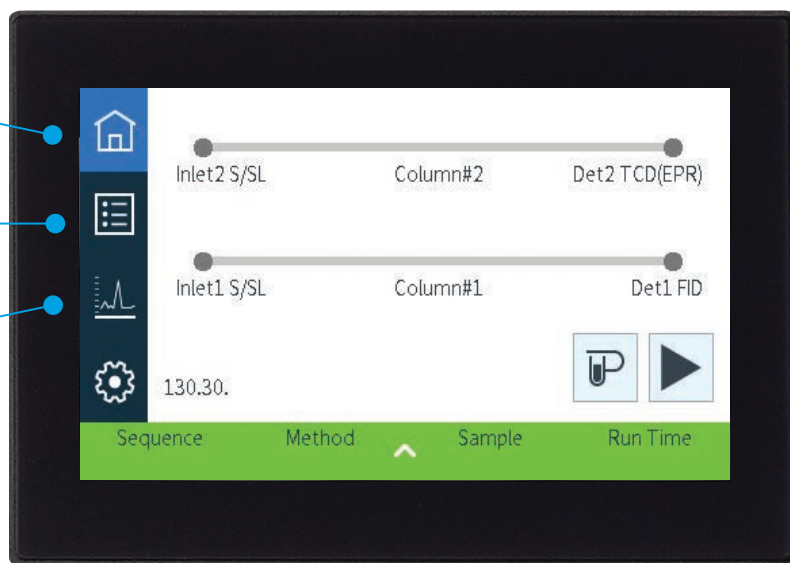 Inlet2 S/SL Column#2 Det2 TCD(EPR)
Inlet1 S/SL Column#1 Det1 FID
130.30.
Sequence Method Sample Run Time